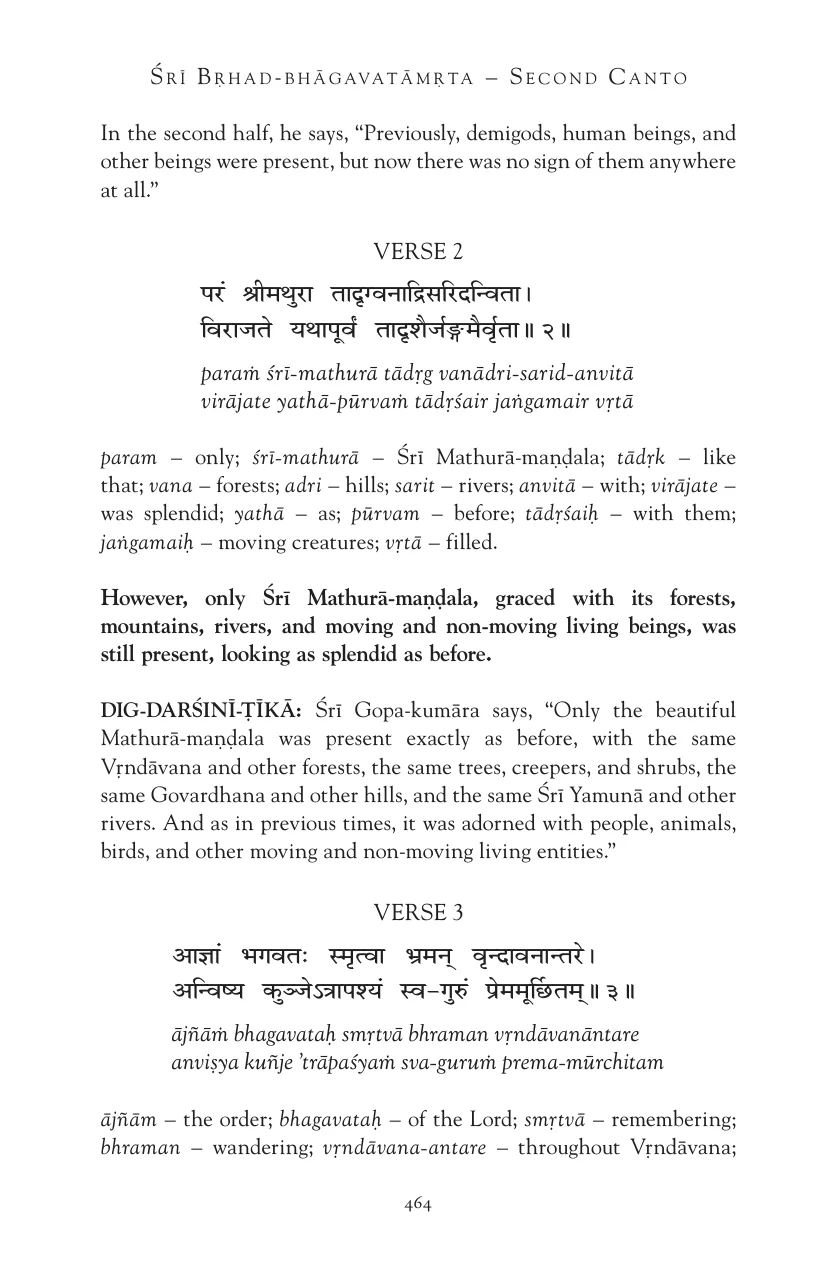 ŚRĪ BṚHAD-BHĀGAVATĀMṚTA – SECOND CANTO
In the second half, he says, “Previously, demigods, human beings, and
other beings were present, but now there was no sign of them anywhere
at all.”
VERSE 2
परं श्रीमथुरा तादृग्वनाद्रिसरिदन्विता।
विराजते यथापूर्वं तादृशैर्जङ्गमैर्वृता॥ २॥
paraṁ śrī-mathurā tādṛg vanādri-sarid-anvitā
virājate yathā-pūrvaṁ tādṛśair jaṅgamair vṛtā
param – only; śrī-mathurā – Śrī Mathurā-maṇḍala; tādṛk – like
that; vana – forests; adri – hills; sarit – rivers; anvitā – with; virājate –
was splendid; yathā – as; pūrvam – before; tādṛśaiḥ – with them;
jaṅgamaiḥ – moving creatures; vṛtā – filled.
However, only Śrī Mathurā-maṇḍala, graced with its forests,
mountains, rivers, and moving and non-moving living beings, was
still present, looking as splendid as before.
DIG-DARŚINĪ-ṬĪKĀ: Śrī Gopa-kumāra says, “Only the beautiful
Mathurā-maṇḍala was present exactly as before, with the same
Vṛndāvana and other forests, the same trees, creepers, and shrubs, the
same Govardhana and other hills, and the same Śrī Yamunā and other
rivers. And as in previous times, it was adorned with people, animals,
birds, and other moving and non-moving living entities.”
VERSE 3
आज्ञां भगवतः स्मृत्वा भ्रमन् वृन्दावनान्तरे।
अन्विष्य कुञ्जेऽत्रापश्यं स्व-गुरुं प्रेममूर्छितम्॥ ३॥
ājñāṁ bhagavataḥ smṛtvā bhraman vṛndāvanāntare
anviṣya kuñje ’trāpaśyaṁ sva-guruṁ prema-mūrchitam
ājñām – the order; bhagavataḥ – of the Lord; smṛtvā – remembering;
bhraman – wandering; vṛndāvana-antare – throughout Vṛndāvana;
464